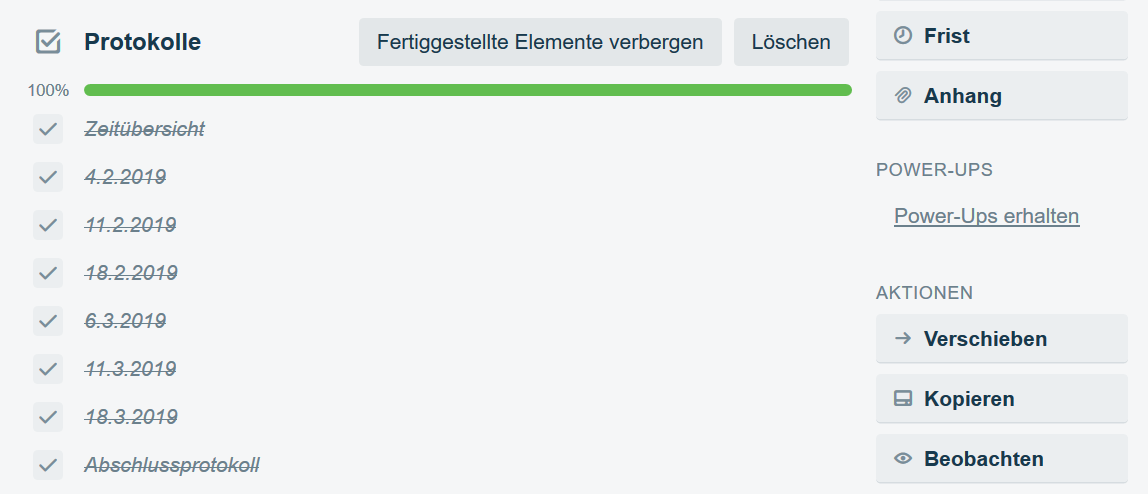 Protokolle
Fertiggestellte Elemente verbergen
Löschen
100%
Zeitübersicht
4.2.2019
11.2.2019
18.2.2019
6.3.2019
11.3.2019
18.3.2019
Abschlussprotokoll
Frist
Anhang
POWER-UPS
Power-Ups erhalten
AKTIONEN
Verschieben
Kopieren
Beobachten